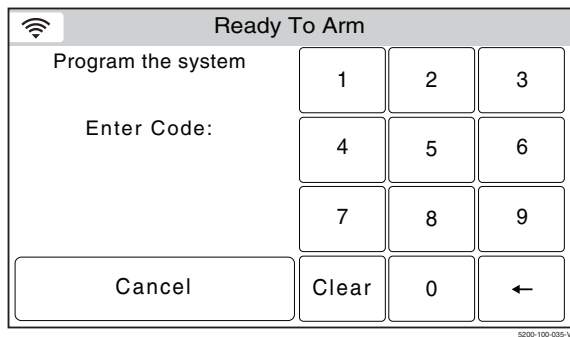 Ready To Arm
Program the system
Enter Code:
1 2 3
4 5 6
7 8 9
Cancel Clear 0 ←
5200-100-035-V